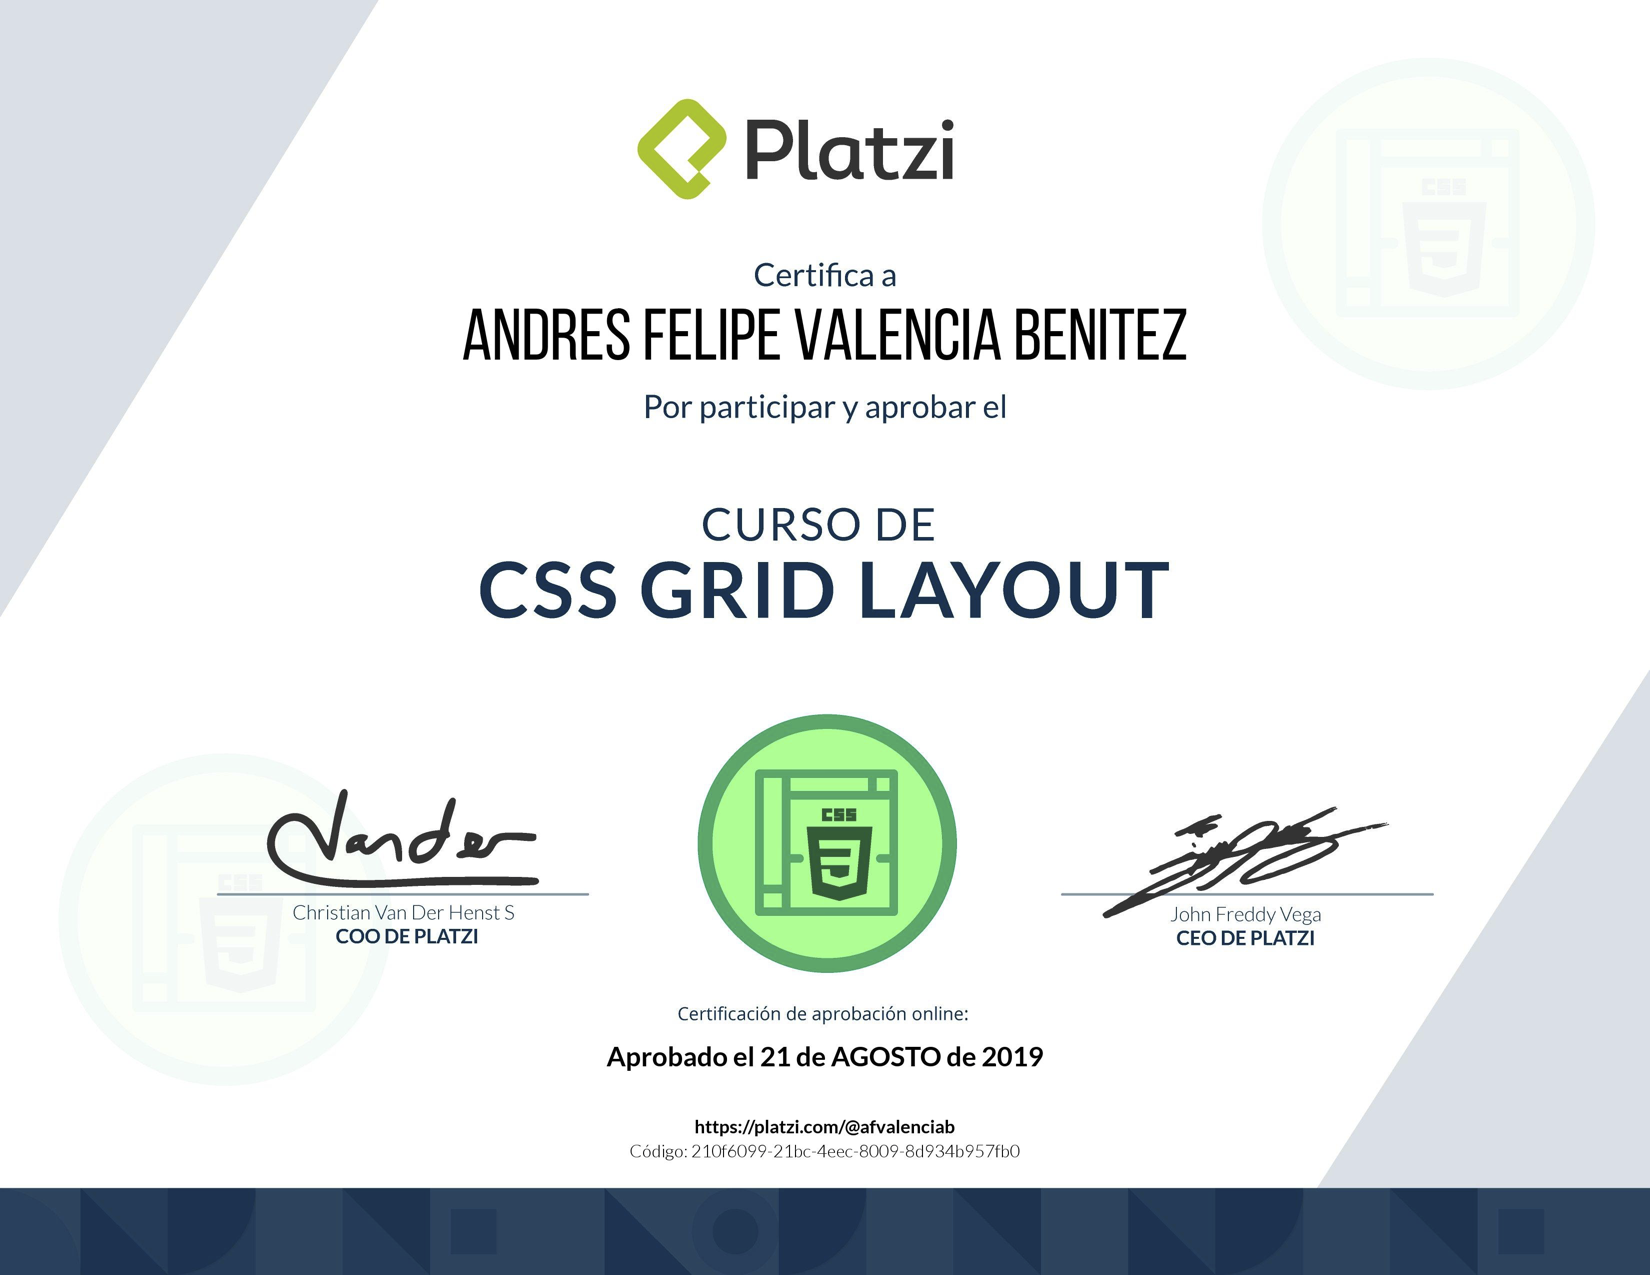 Platzi
Certifica a
ANDRES FELIPE VALENCIA BENITEZ
Por participar y aprobar el
CURSO DE
CSS GRID LAYOUT
CSS
CSS
CSS
Vander
Christian Van Der Henst S
COO DE PLATZI
John Freddy Vega
CEO DE PLATZI
Certificación de aprobación online:
Aprobado el 21 de AGOSTO de 2019
https://platzi.com/@afvalenciab
Código: 210f6099-21bc-4eec-8009-8d934b957fb0